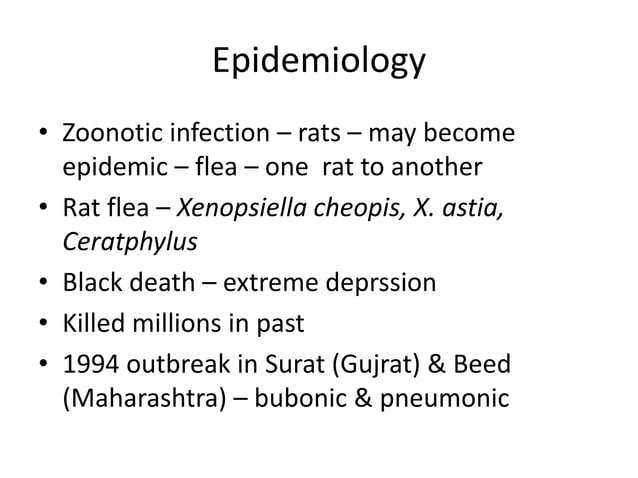 Epidemiology
• Zoonotic infection – rats – may become
epidemic – flea – one  rat to another
• Rat flea – Xenopsiella cheopis, X. astia,
Ceratphylus
• Black death – extreme deprssion
• Killed millions in past
• 1994 outbreak in Surat (Gujrat) & Beed
(Maharashtra) – bubonic & pneumonic